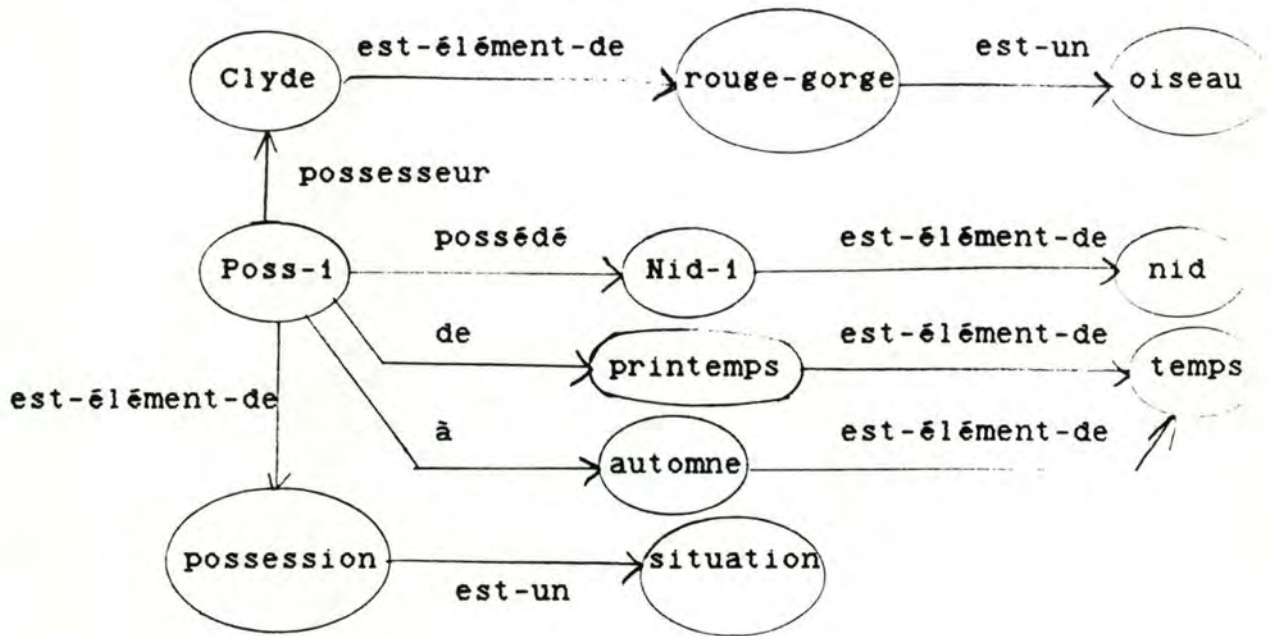 est-élément-de est-un
Clyde rouge-gorge oiseau
possesseur
possédé est-élément-de
Poss-1 Nid-1 nid
de est-élément-de
printemps temps
est-élément-de
à est-élément-de
automne
possession situation
est-un